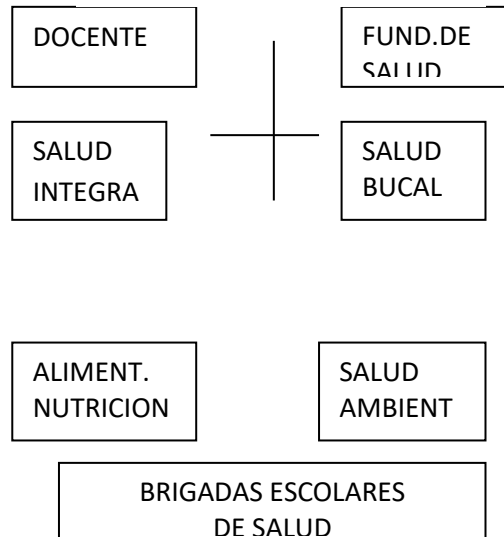 DOCENTE
FUND.DE
SALUD
SALUD
INTEGRA
SALUD
BUCAL
ALIMENT.
NUTRICION
SALUD
AMBIENT
BRIGADAS ESCOLARES
DE SALUD